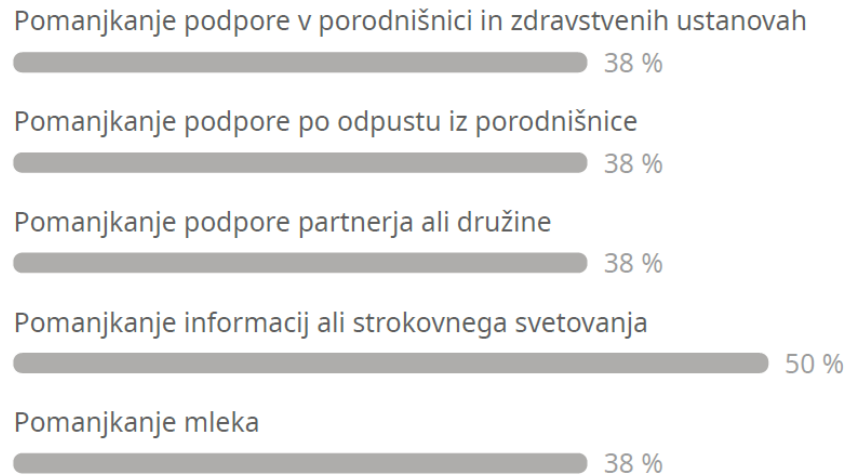 Pomanjkanje podpore v porodnišnici in zdravstvenih ustanovah
38 %
Pomanjkanje podpore po odpustu iz porodnišnice
38 %
Pomanjkanje podpore partnerja ali družine
38 %
Pomanjkanje informacij ali strokovnega svetovanja
50 %
Pomanjkanje mleka
38 %